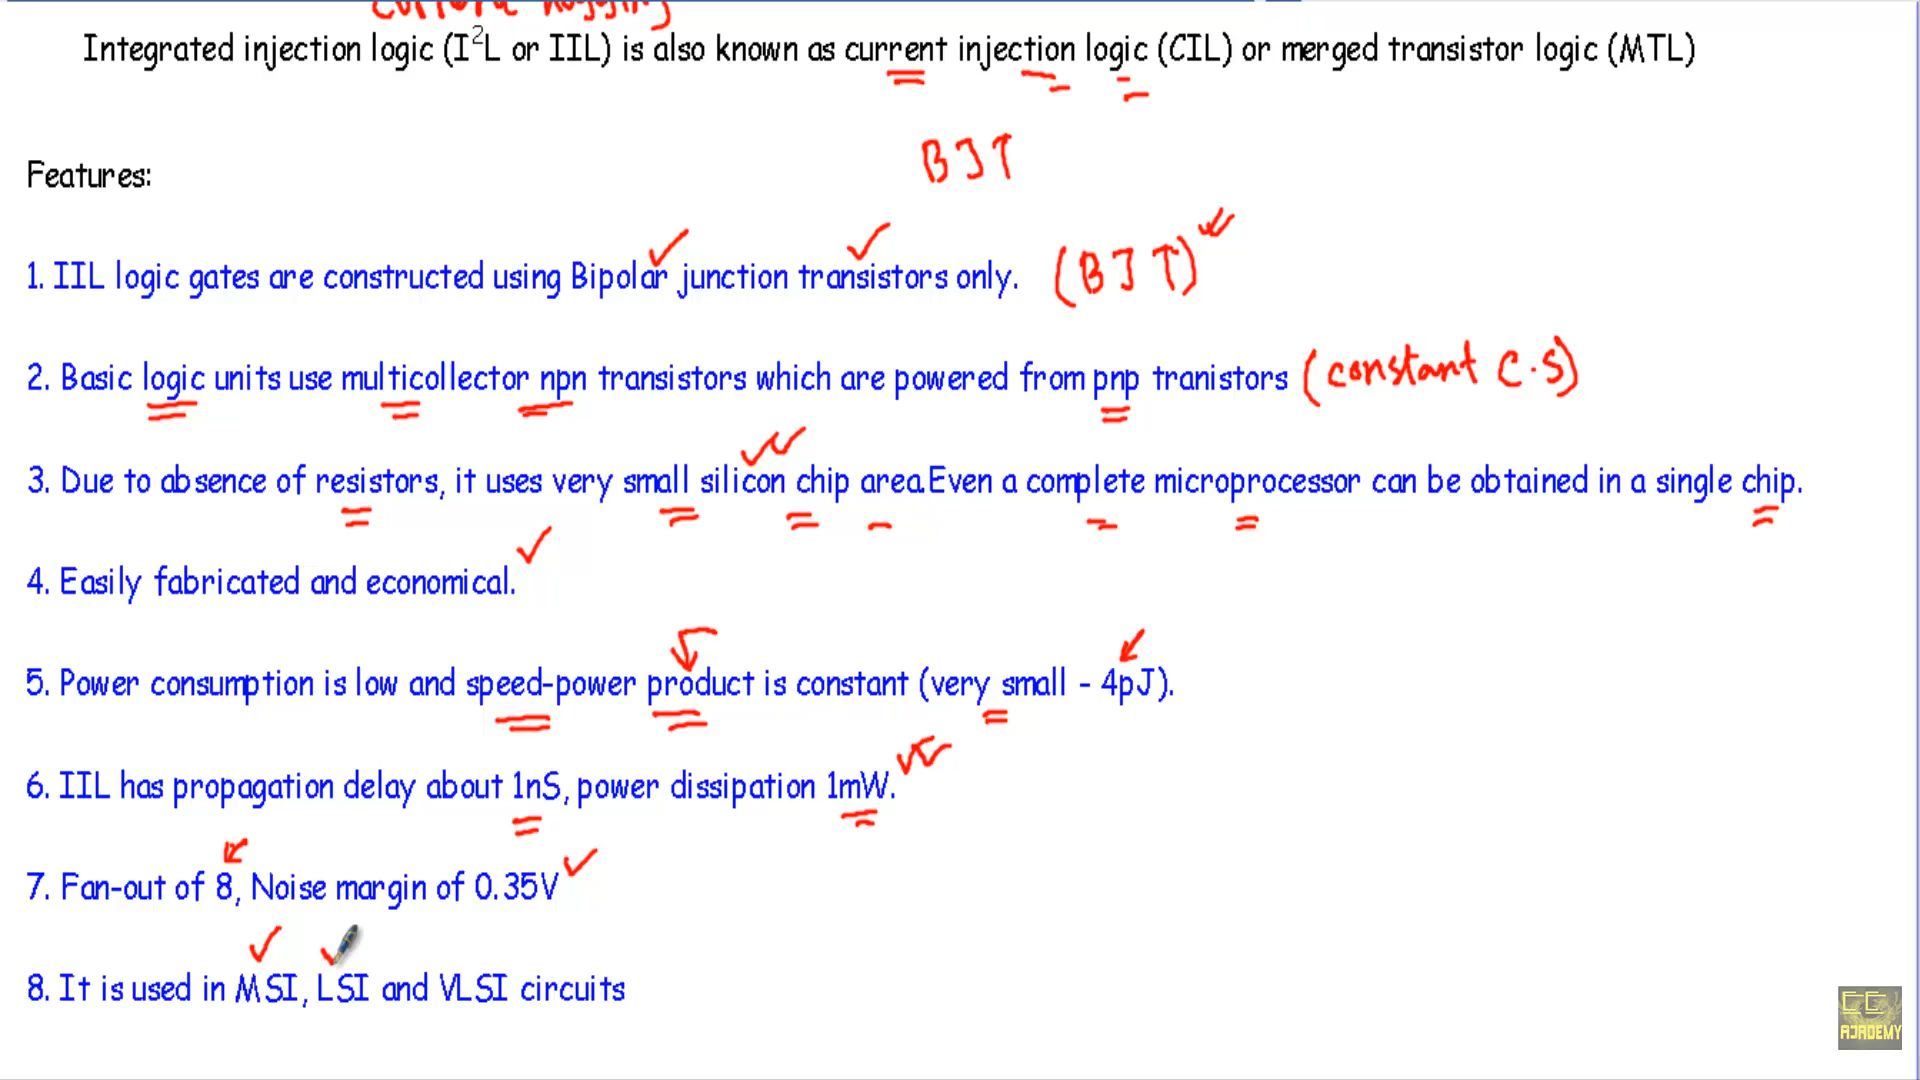 current hogging
Integrated injection logic (I²L or IIL) is also known as current injection logic (CIL) or merged transistor logic (MTL)
BJT
Features:
1. IIL logic gates are constructed using Bipolar junction transistors only. (BJT)
2. Basic logic units use multicollector npn transistors which are powered from pnp tranistors (constant C.S)
3. Due to absence of resistors, it uses very small silicon chip area.Even a complete microprocessor can be obtained in a single chip.
4. Easily fabricated and economical.
5. Power consumption is low and speed-power product is constant (very small - 4pJ).
6. IIL has propagation delay about 1nS, power dissipation 1mW.
7. Fan-out of 8, Noise margin of 0.35V
8. It is used in MSI, LSI and VLSI circuits
EE
ACADEMY